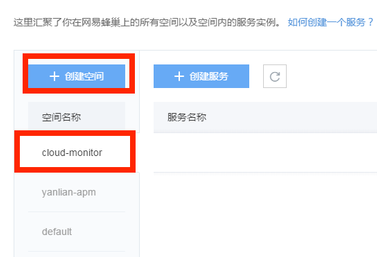 这里汇聚了你在网易蜂巢上的所有空间以及空间内的服务实例。 如何创建一个服务？
+ 创建空间
+ 创建服务
空间名称
服务名称
cloud-monitor
yanlian-apm
default